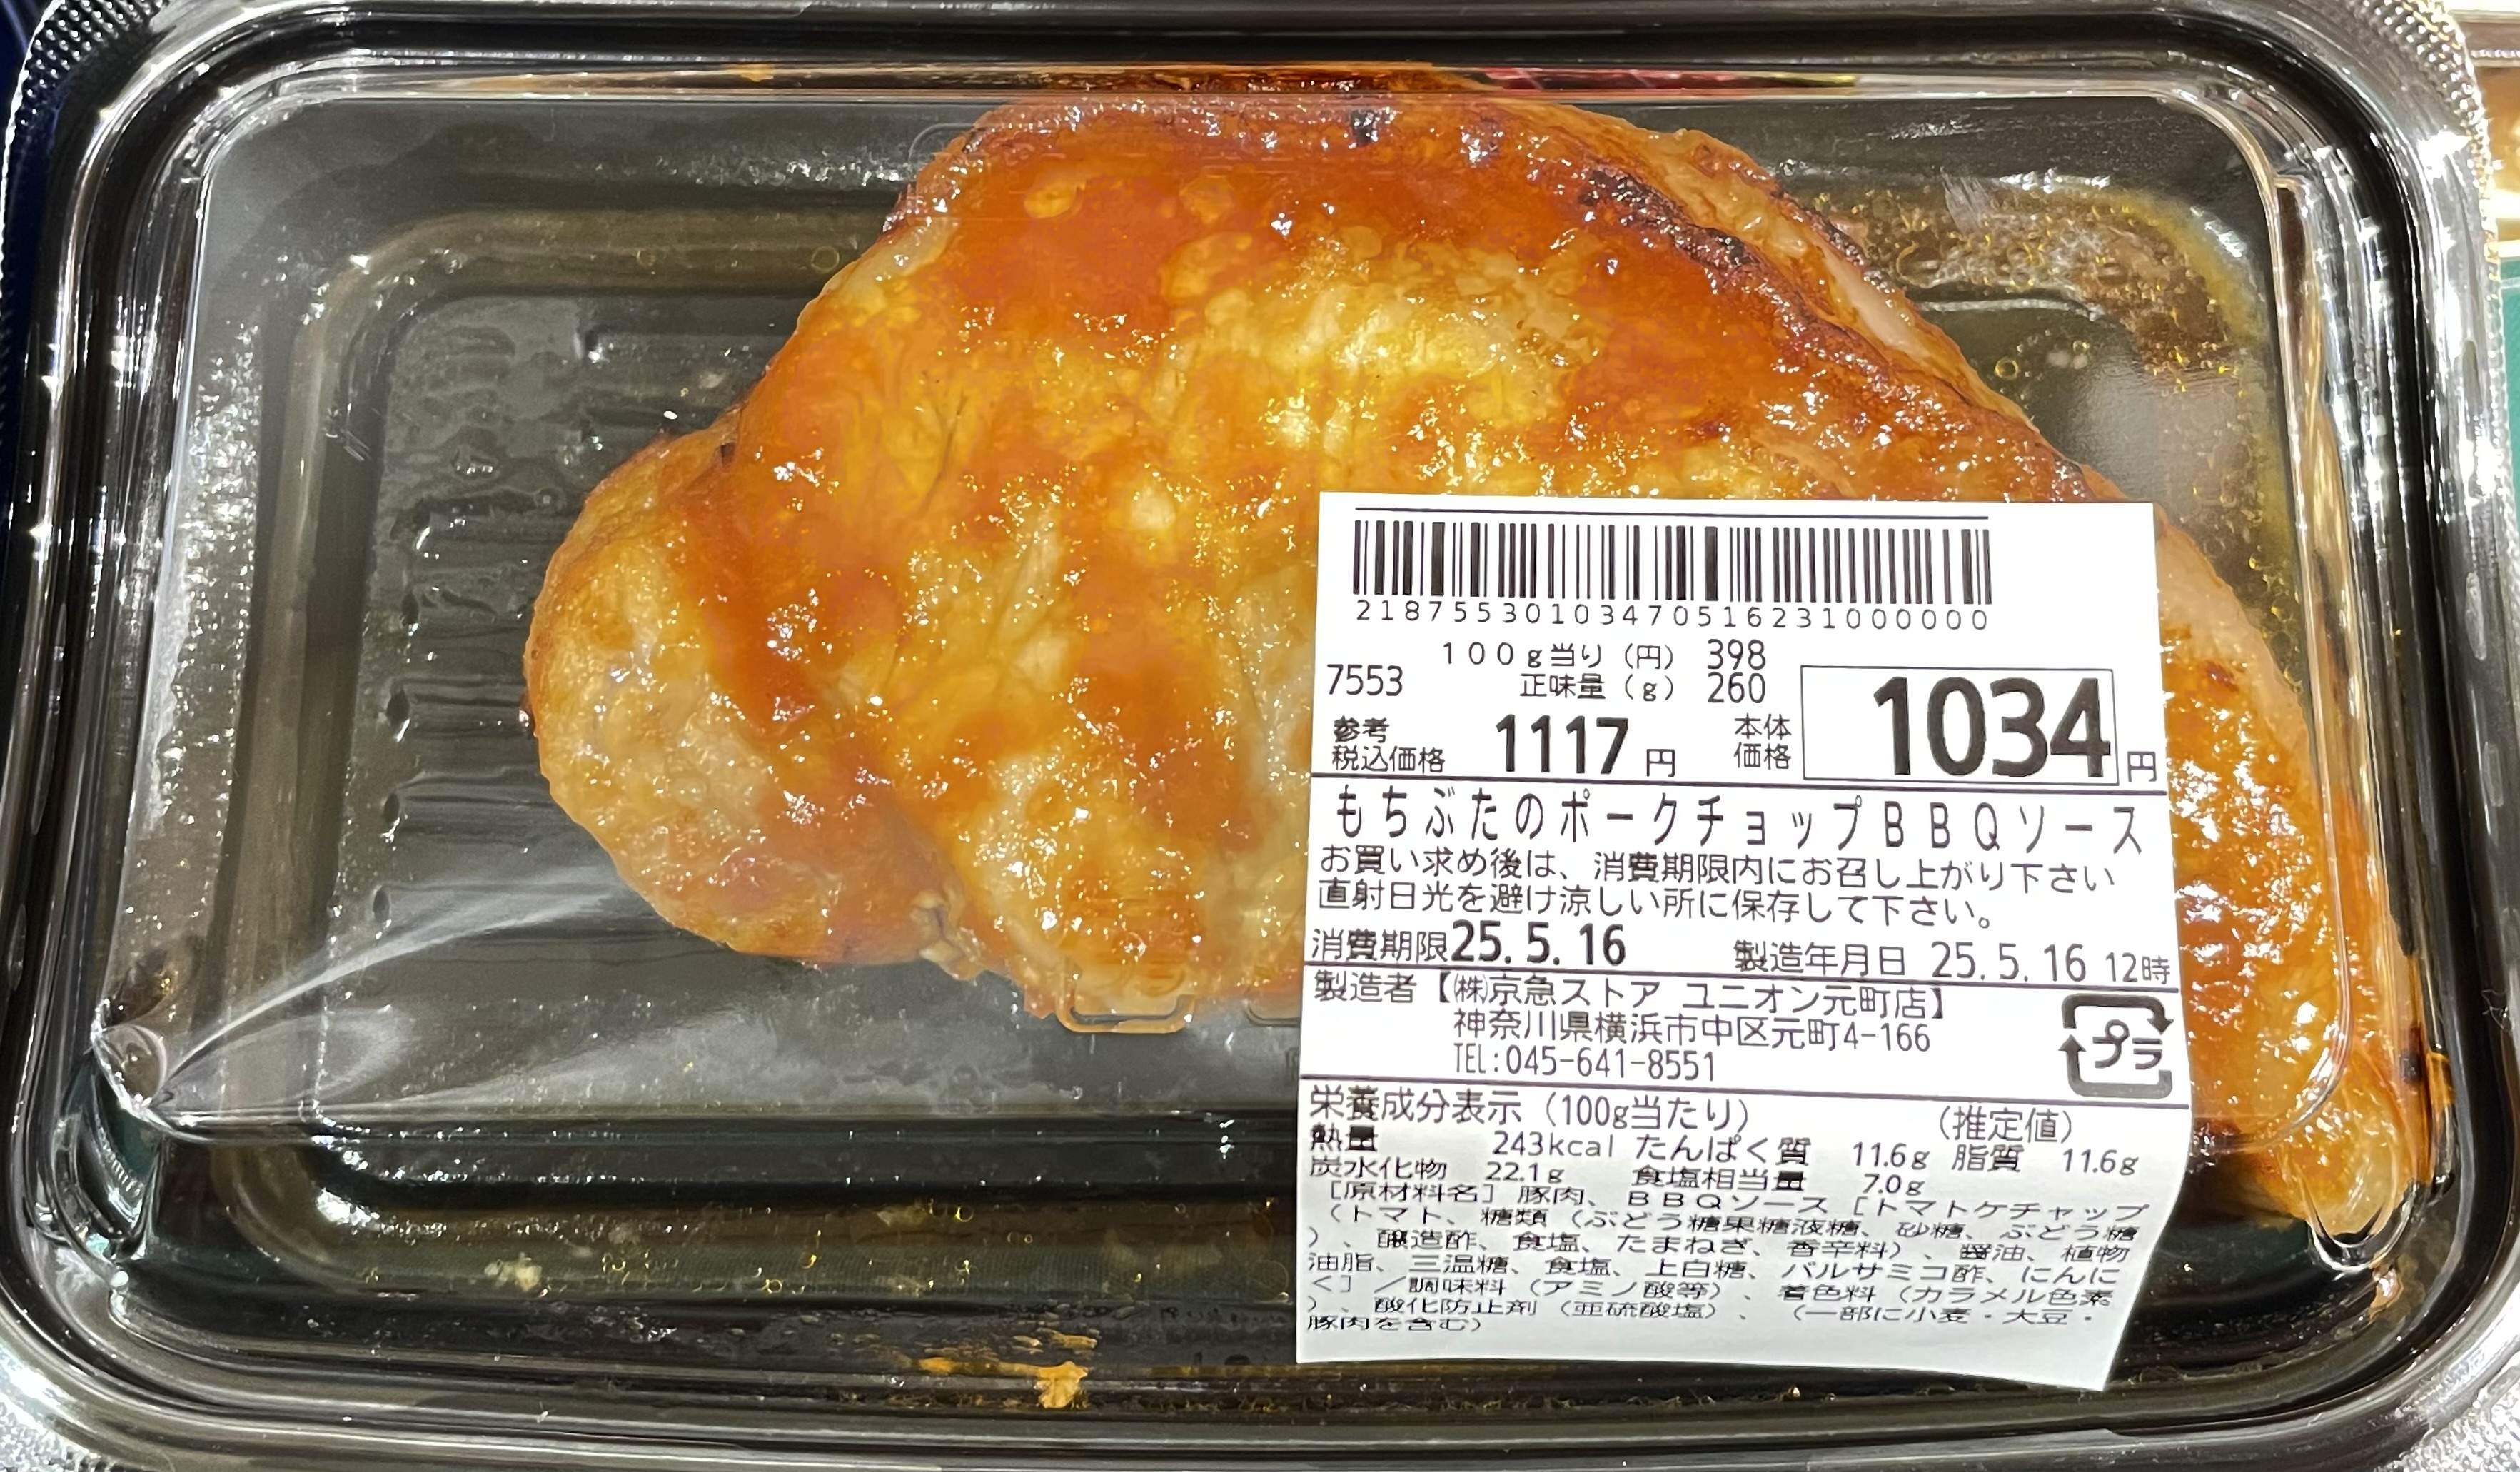 2187553010347051623１000000
100g当り（円） 398
7553 正味量（g） 260
参考 税込価格 1117円 本体価格 1034円
もちぶたのポークチョップBBQソース
お買い求め後は、消費期限内にお召し上がり下さい
直射日光を避け涼しい所に保存して下さい。
消費期限25.5.16 製造年月日 25.5.16 12時
製造者【㈱京急ストア ユニオン元町店】
神奈川県横浜市中区元町4-166
TEL:045-641-8551
プラ
栄養成分表示（100g当たり） （推定値）
熱量 243kcal たんぱく質 11.6g 脂質 11.6g
炭水化物 22.1g 食塩相当量 7.0g
［原材料名］豚肉、BBQソース［トマトケチャップ
（トマト、糖類（ぶどう糖果糖液糖、砂糖、ぶどう糖
）、醸造酢、食塩、たまねぎ、香辛料）、醤油、植物
油脂、三温糖、食塩、上白糖、バルサミコ酢、にんに
く］／調味料（アミノ酸等）、着色料（カラメル色素
）、酸化防止剤（亜硫酸塩）、（一部に小麦・大豆・
豚肉を含む）